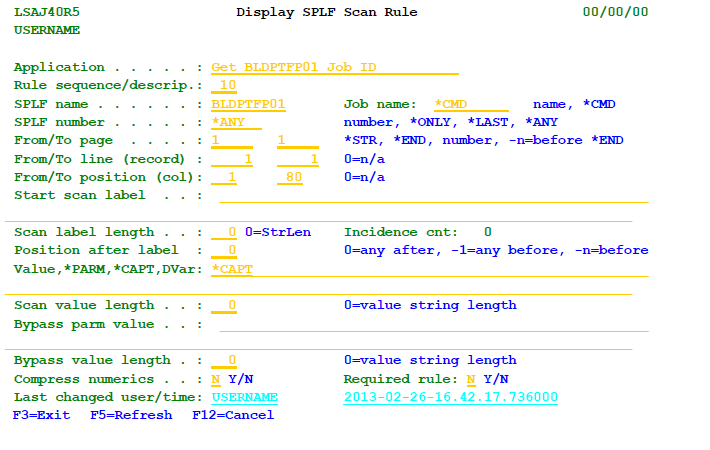 LSAJ40R5 Display SPLF Scan Rule 00/00/00
USERNAME
Application . . . . . : Get BLDPTFP01 Job ID
Rule sequence/descrip.: 10
SPLF name . . . . . . : BLDPTFP01 Job name: *CMD name, *CMD
SPLF number . . . . . : *ANY number, *ONLY, *LAST, *ANY
From/To page . . . . : 1 1 *STR, *END, number, -n=before *END
From/To line (record) : 1 1 0=n/a
From/To position (col): 1 80 0=n/a
Start scan label . . :
Scan label length . . : 0 0=StrLen Incidence cnt: 0
Position after label : 0 0=any after, -1=any before, -n=before
Value,*PARM,*CAPT,DVar: *CAPT
Scan value length . . : 0 0=value string length
Bypass parm value . . :
Bypass value length . : 0 0=value string length
Compress numerics . . : N Y/N Required rule: N Y/N
Last changed user/time: USERNAME 2013-02-26-16.42.17.736000
F3=Exit F5=Refresh F12=Cancel